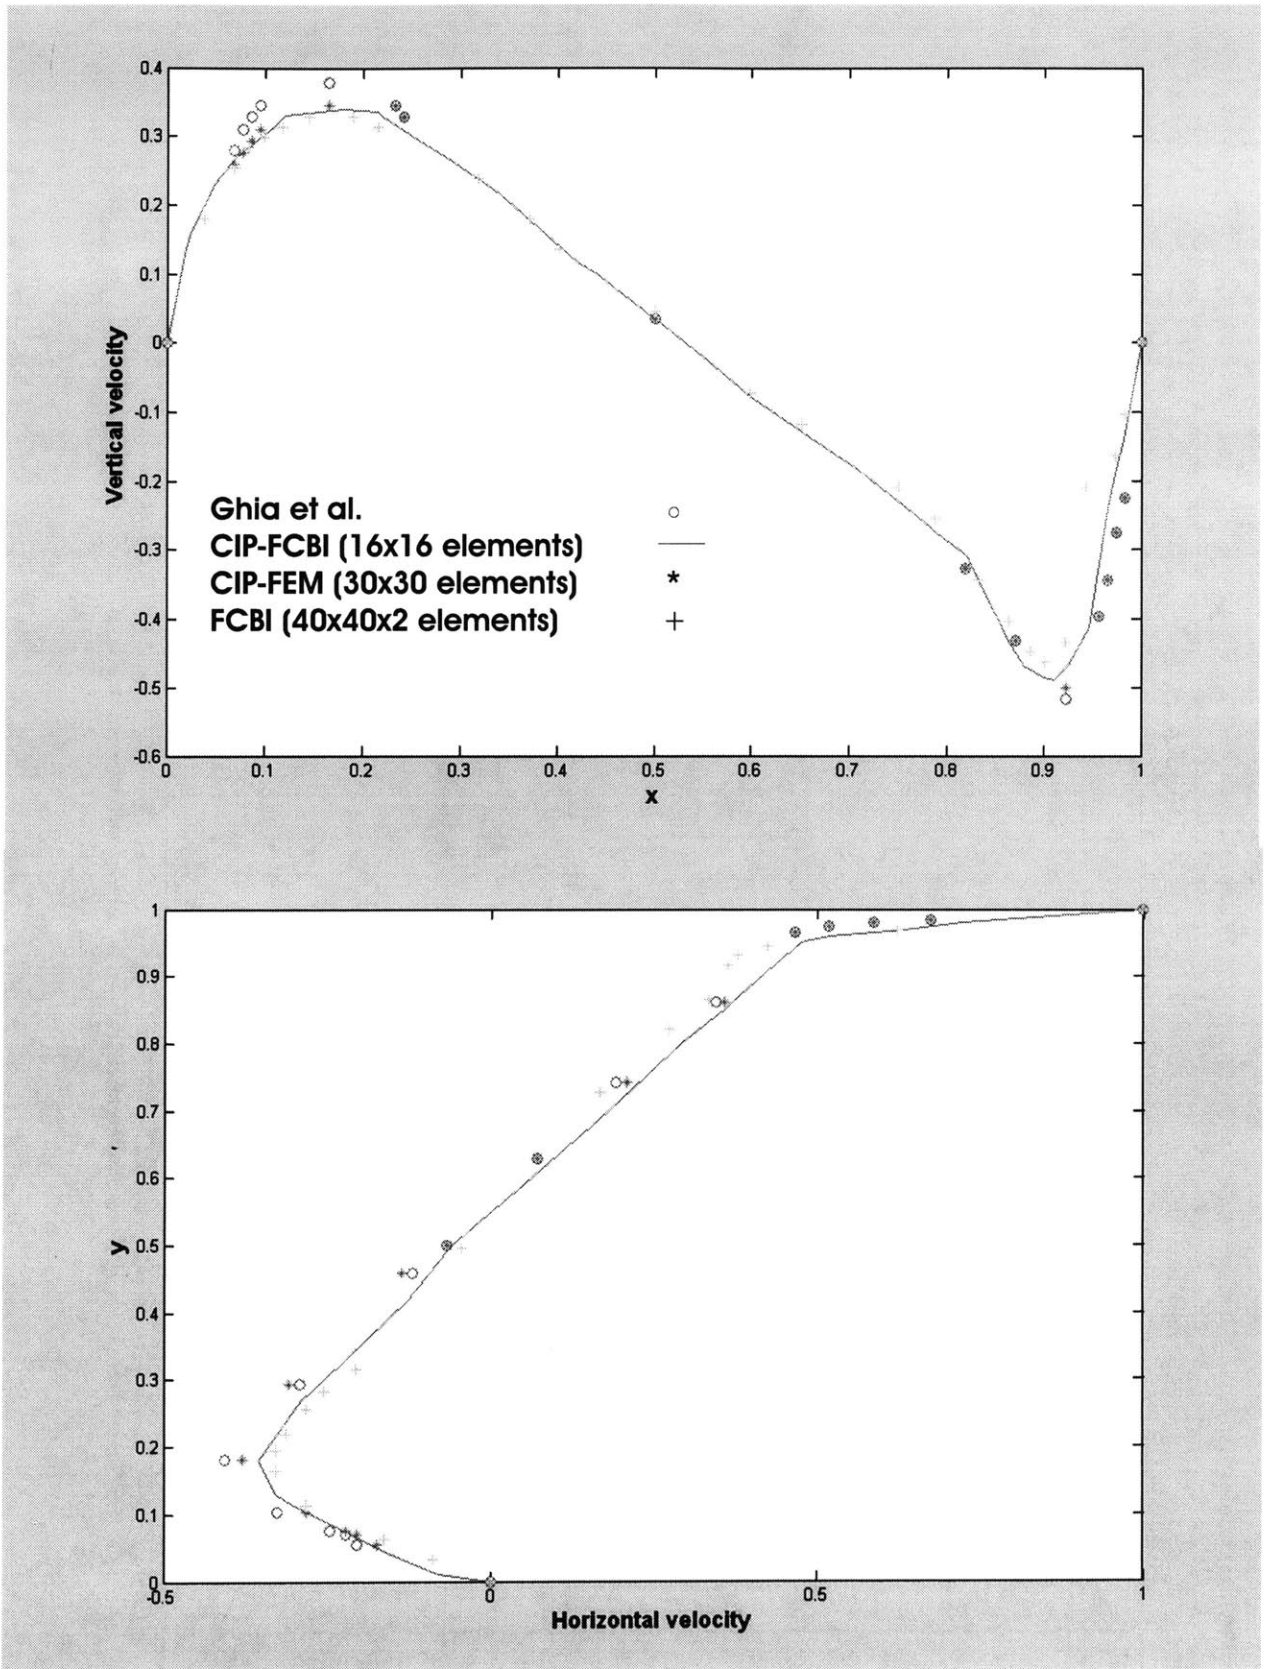 0.4
0.3
0.2
0.1
0
-0.1
-0.2
-0.3
-0.4
-0.5
-0.6
Vertical velocity
Ghia et al.
CIP-FCBI (16x16 elements)
CIP-FEM (30x30 elements)
FCBI (40x40x2 elements)
0 0.1 0.2 0.3 0.4 0.5 0.6 0.7 0.8 0.9 1
x
1
0.9
0.8
0.7
0.6
0.5
0.4
0.3
0.2
0.1
0
y
-0.5 0 0.5 1
Horizontal velocity